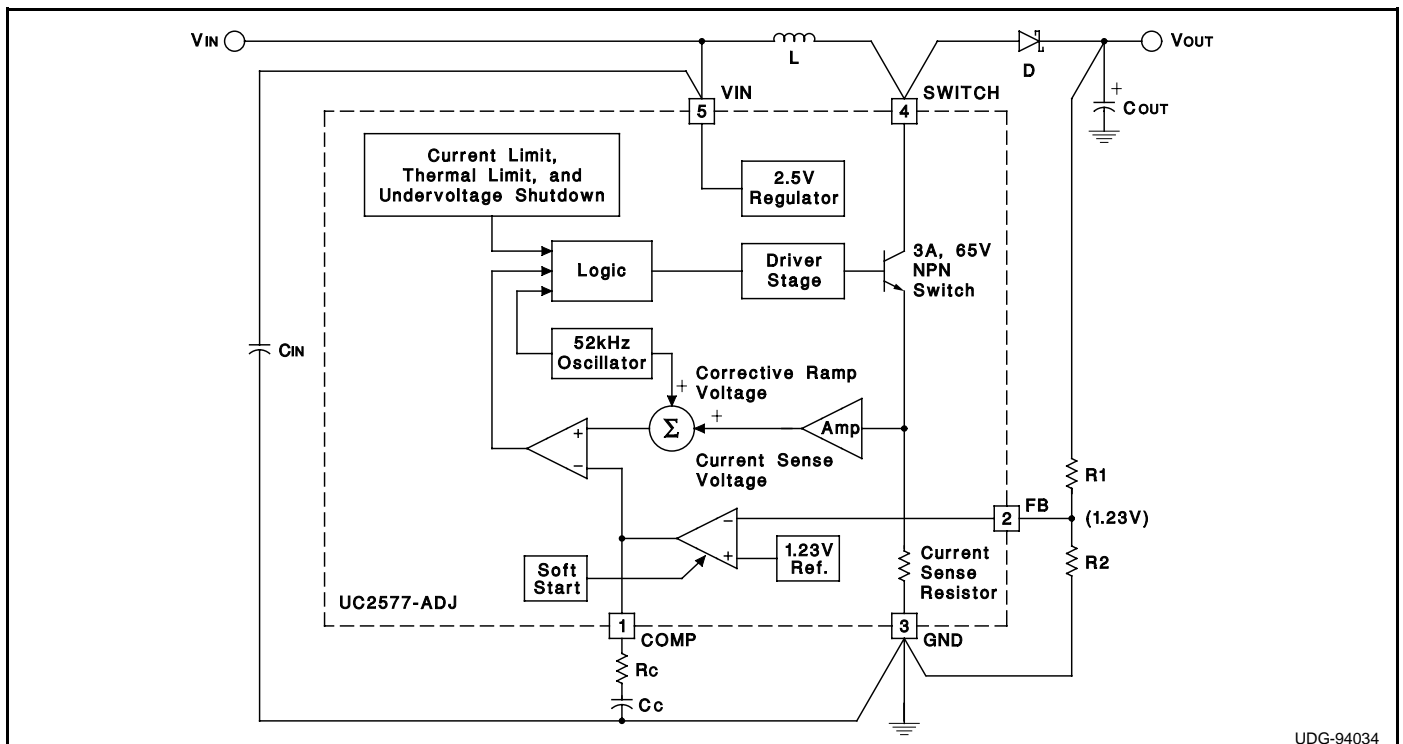 VIN
L
D
VOUT
COUT
VIN
5
SWITCH
4
Current Limit,
Thermal Limit, and
Undervoltage Shutdown
2.5V
Regulator
Logic
Driver
Stage
3A, 65V
NPN
Switch
CIN
52kHz
Oscillator
+
Corrective Ramp
Voltage
+
Σ
Amp
Current Sense
Voltage
+
−
R1
FB
2
(1.23V)
−
+
1.23V
Ref.
Soft
Start
Current
Sense
Resistor
R2
UC2577-ADJ
1
COMP
3
GND
Rc
Cc
UDG-94034